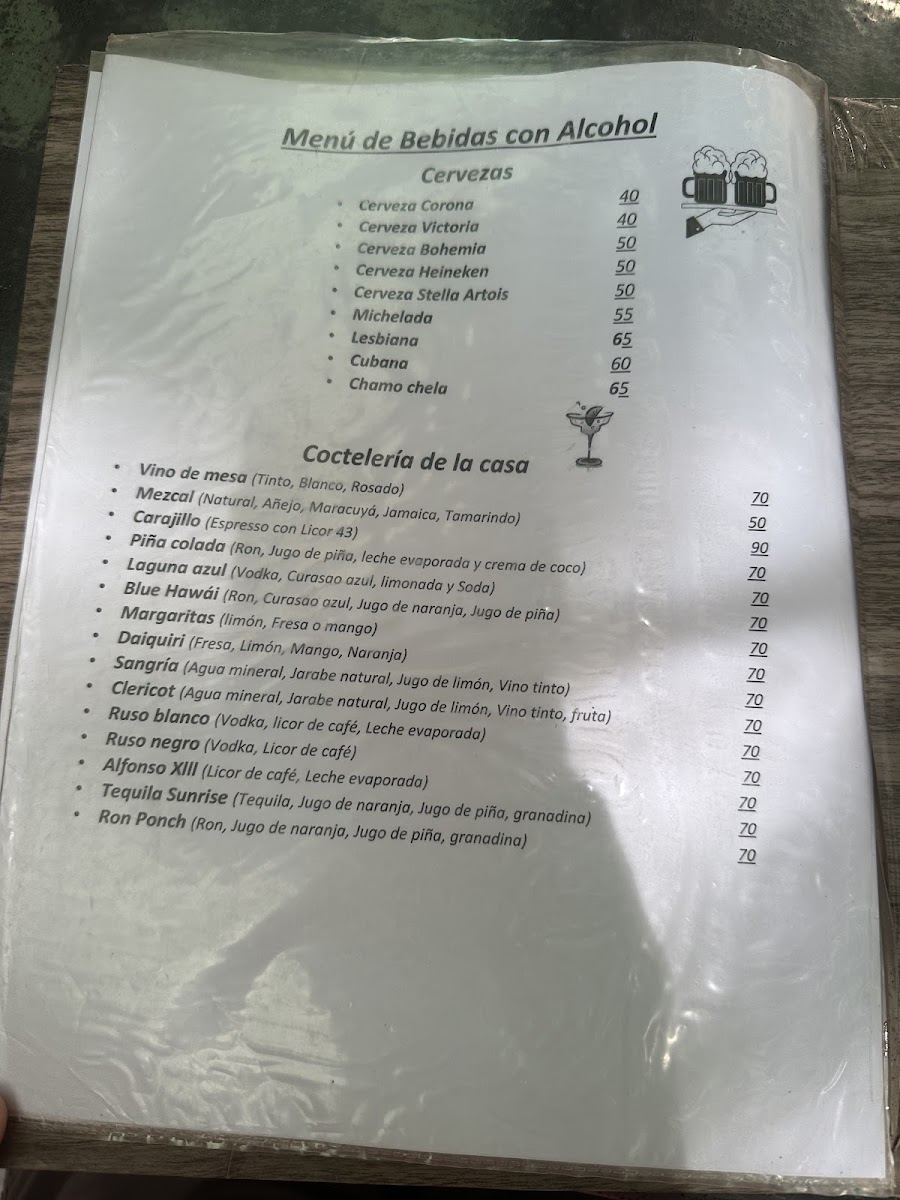 Menú de Bebidas con Alcohol
Cervezas
• Cerveza Corona 40
• Cerveza Victoria 40
• Cerveza Bohemia 50
• Cerveza Heineken 50
• Cerveza Stella Artois 50
• Michelada 55
• Lesbiana 65
• Cubana 60
• Chamo chela 65
Coctelería de la casa
• Vino de mesa (Tinto, Blanco, Rosado) 70
• Mezcal (Natural, Añejo, Maracuyá, Jamaica, Tamarindo) 50
• Carajillo (Espresso con Licor 43) 90
• Piña colada (Ron, Jugo de piña, leche evaporada y crema de coco) 70
• Laguna azul (Vodka, Curasao azul, limonada y Soda) 70
• Blue Hawái (Ron, Curasao azul, Jugo de naranja, Jugo de piña) 70
• Margaritas (limón, Fresa o mango) 70
• Daiquiri (Fresa, Limón, Mango, Naranja) 70
• Sangría (Agua mineral, Jarabe natural, Jugo de limón, Vino tinto) 70
• Clericot (Agua mineral, Jarabe natural, Jugo de limón, Vino tinto, fruta) 70
• Ruso blanco (Vodka, licor de café, Leche evaporada) 70
• Ruso negro (Vodka, Licor de café) 70
• Alfonso XIII (Licor de café, Leche evaporada) 70
• Tequila Sunrise (Tequila, Jugo de naranja, Jugo de piña, granadina) 70
• Ron Ponch (Ron, Jugo de naranja, Jugo de piña, granadina) 70